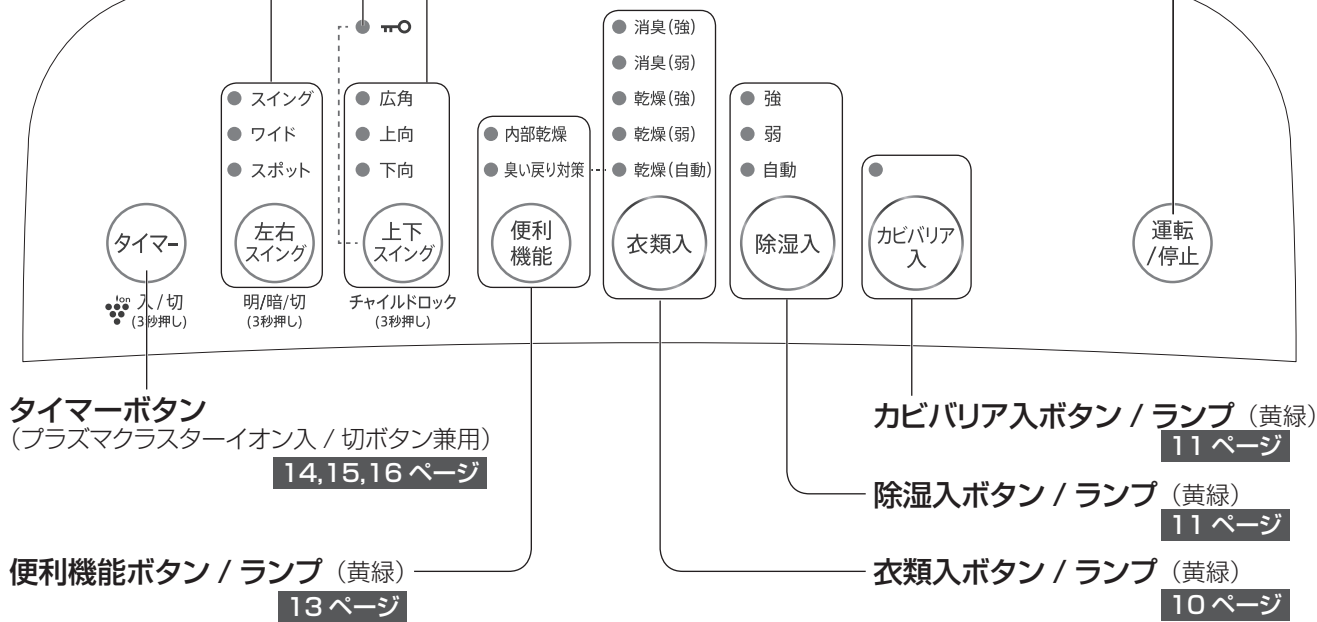 消臭(強)
消臭(弱)
乾燥(強)
乾燥(弱)
乾燥(自動)
スイング
ワイド
スポット
広角
上向
下向
内部乾燥
臭い戻り対策
強
弱
自動
タイマー
左右
スイング
上下
スイング
便利
機能
衣類入
除湿入
カビバリア
入
運転
/停止
Ion 入/切
(3秒押し)
明/暗/切
(3秒押し)
チャイルドロック
(3秒押し)
タイマーボタン
(プラズマクラスターイオン入 / 切ボタン兼用)
14,15,16 ページ
便利機能ボタン / ランプ (黄緑)
13 ページ
カビバリア入ボタン / ランプ (黄緑)
11 ページ
除湿入ボタン / ランプ (黄緑)
11 ページ
衣類入ボタン / ランプ (黄緑)
10 ページ